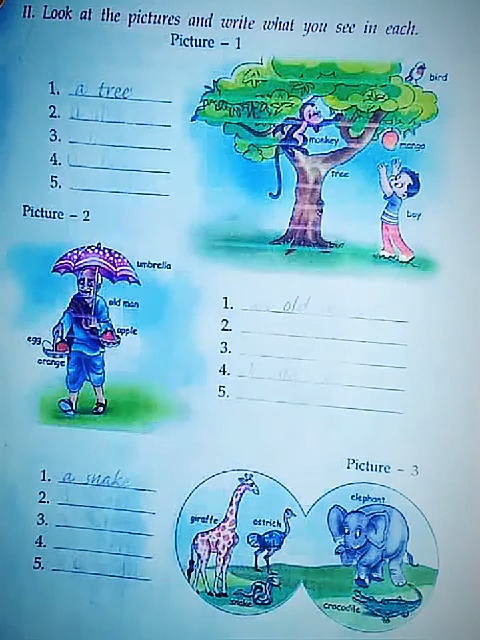 II. Look at the pictures and write what you see in each.
Picture – 1
bird
1. a tree
2.
3.
4.
5.
monkey
mango
tree
boy
Picture – 2
umbrella
old man
apple
egg
orange
1. old
2.
3.
4.
5.
Picture – 3
1. a snake
2.
3.
4.
5.
giraffe
ostrich
snake
elephant
crocodile